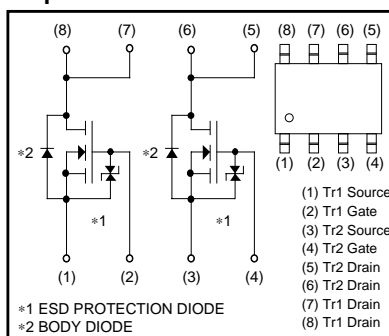 (8) (7) (6) (5)
(8) (7) (6) (5)
*2 *2
*1 *1
(1) (2) (3) (4)
(1) (2) (3) (4)
(1) Tr1 Source
(2) Tr1 Gate
(3) Tr2 Source
(4) Tr2 Gate
(5) Tr2 Drain
(6) Tr2 Drain
(7) Tr1 Drain
(8) Tr1 Drain
*1 ESD PROTECTION DIODE
*2 BODY DIODE